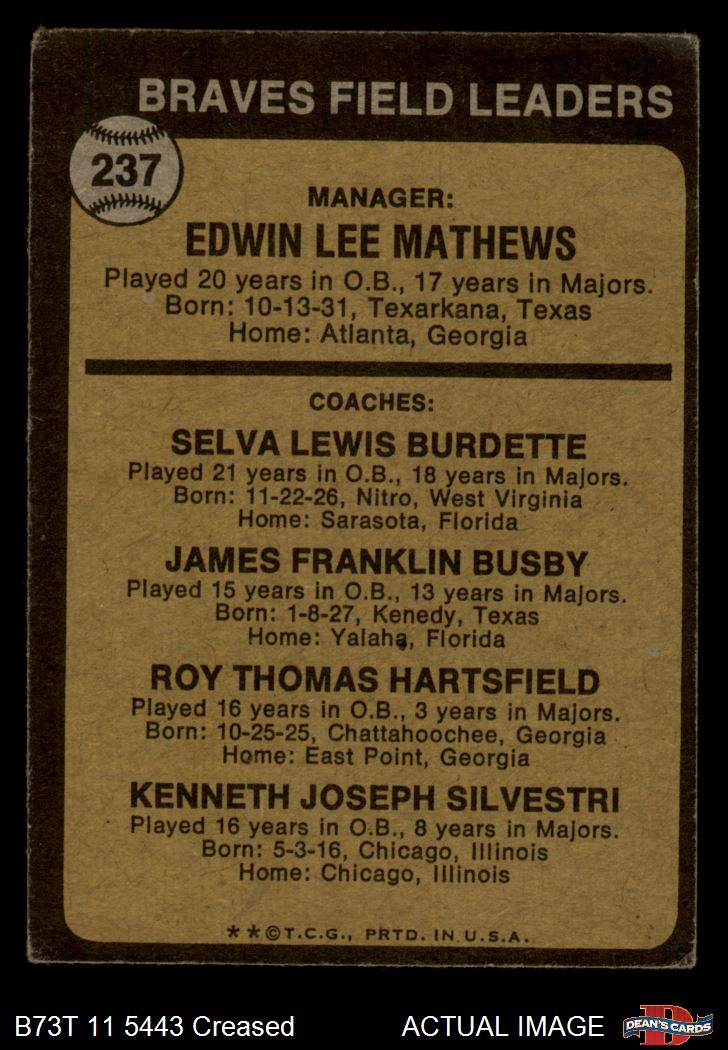 BRAVES FIELD LEADERS
237
MANAGER:
EDWIN LEE MATHEWS
Played 20 years in O.B., 17 years in Majors.
Born: 10-13-31, Texarkana, Texas
Home: Atlanta, Georgia
COACHES:
SELVA LEWIS BURDETTE
Played 21 years in O.B., 18 years in Majors.
Born: 11-22-26, Nitro, West Virginia
Home: Sarasota, Florida
JAMES FRANKLIN BUSBY
Played 15 years in O.B., 13 years in Majors.
Born: 1-8-27, Kenedy, Texas
Home: Yalaha, Florida
ROY THOMAS HARTSFIELD
Played 16 years in O.B., 3 years in Majors.
Born: 10-25-25, Chattahoochee, Georgia
Home: East Point, Georgia
KENNETH JOSEPH SILVESTRI
Played 16 years in O.B., 8 years in Majors.
Born: 5-3-16, Chicago, Illinois
Home: Chicago, Illinois
**©T.C.G., PRTD. IN U.S.A.
B73T 11 5443 Creased
ACTUAL IMAGE
D
DEAN'S CARDS